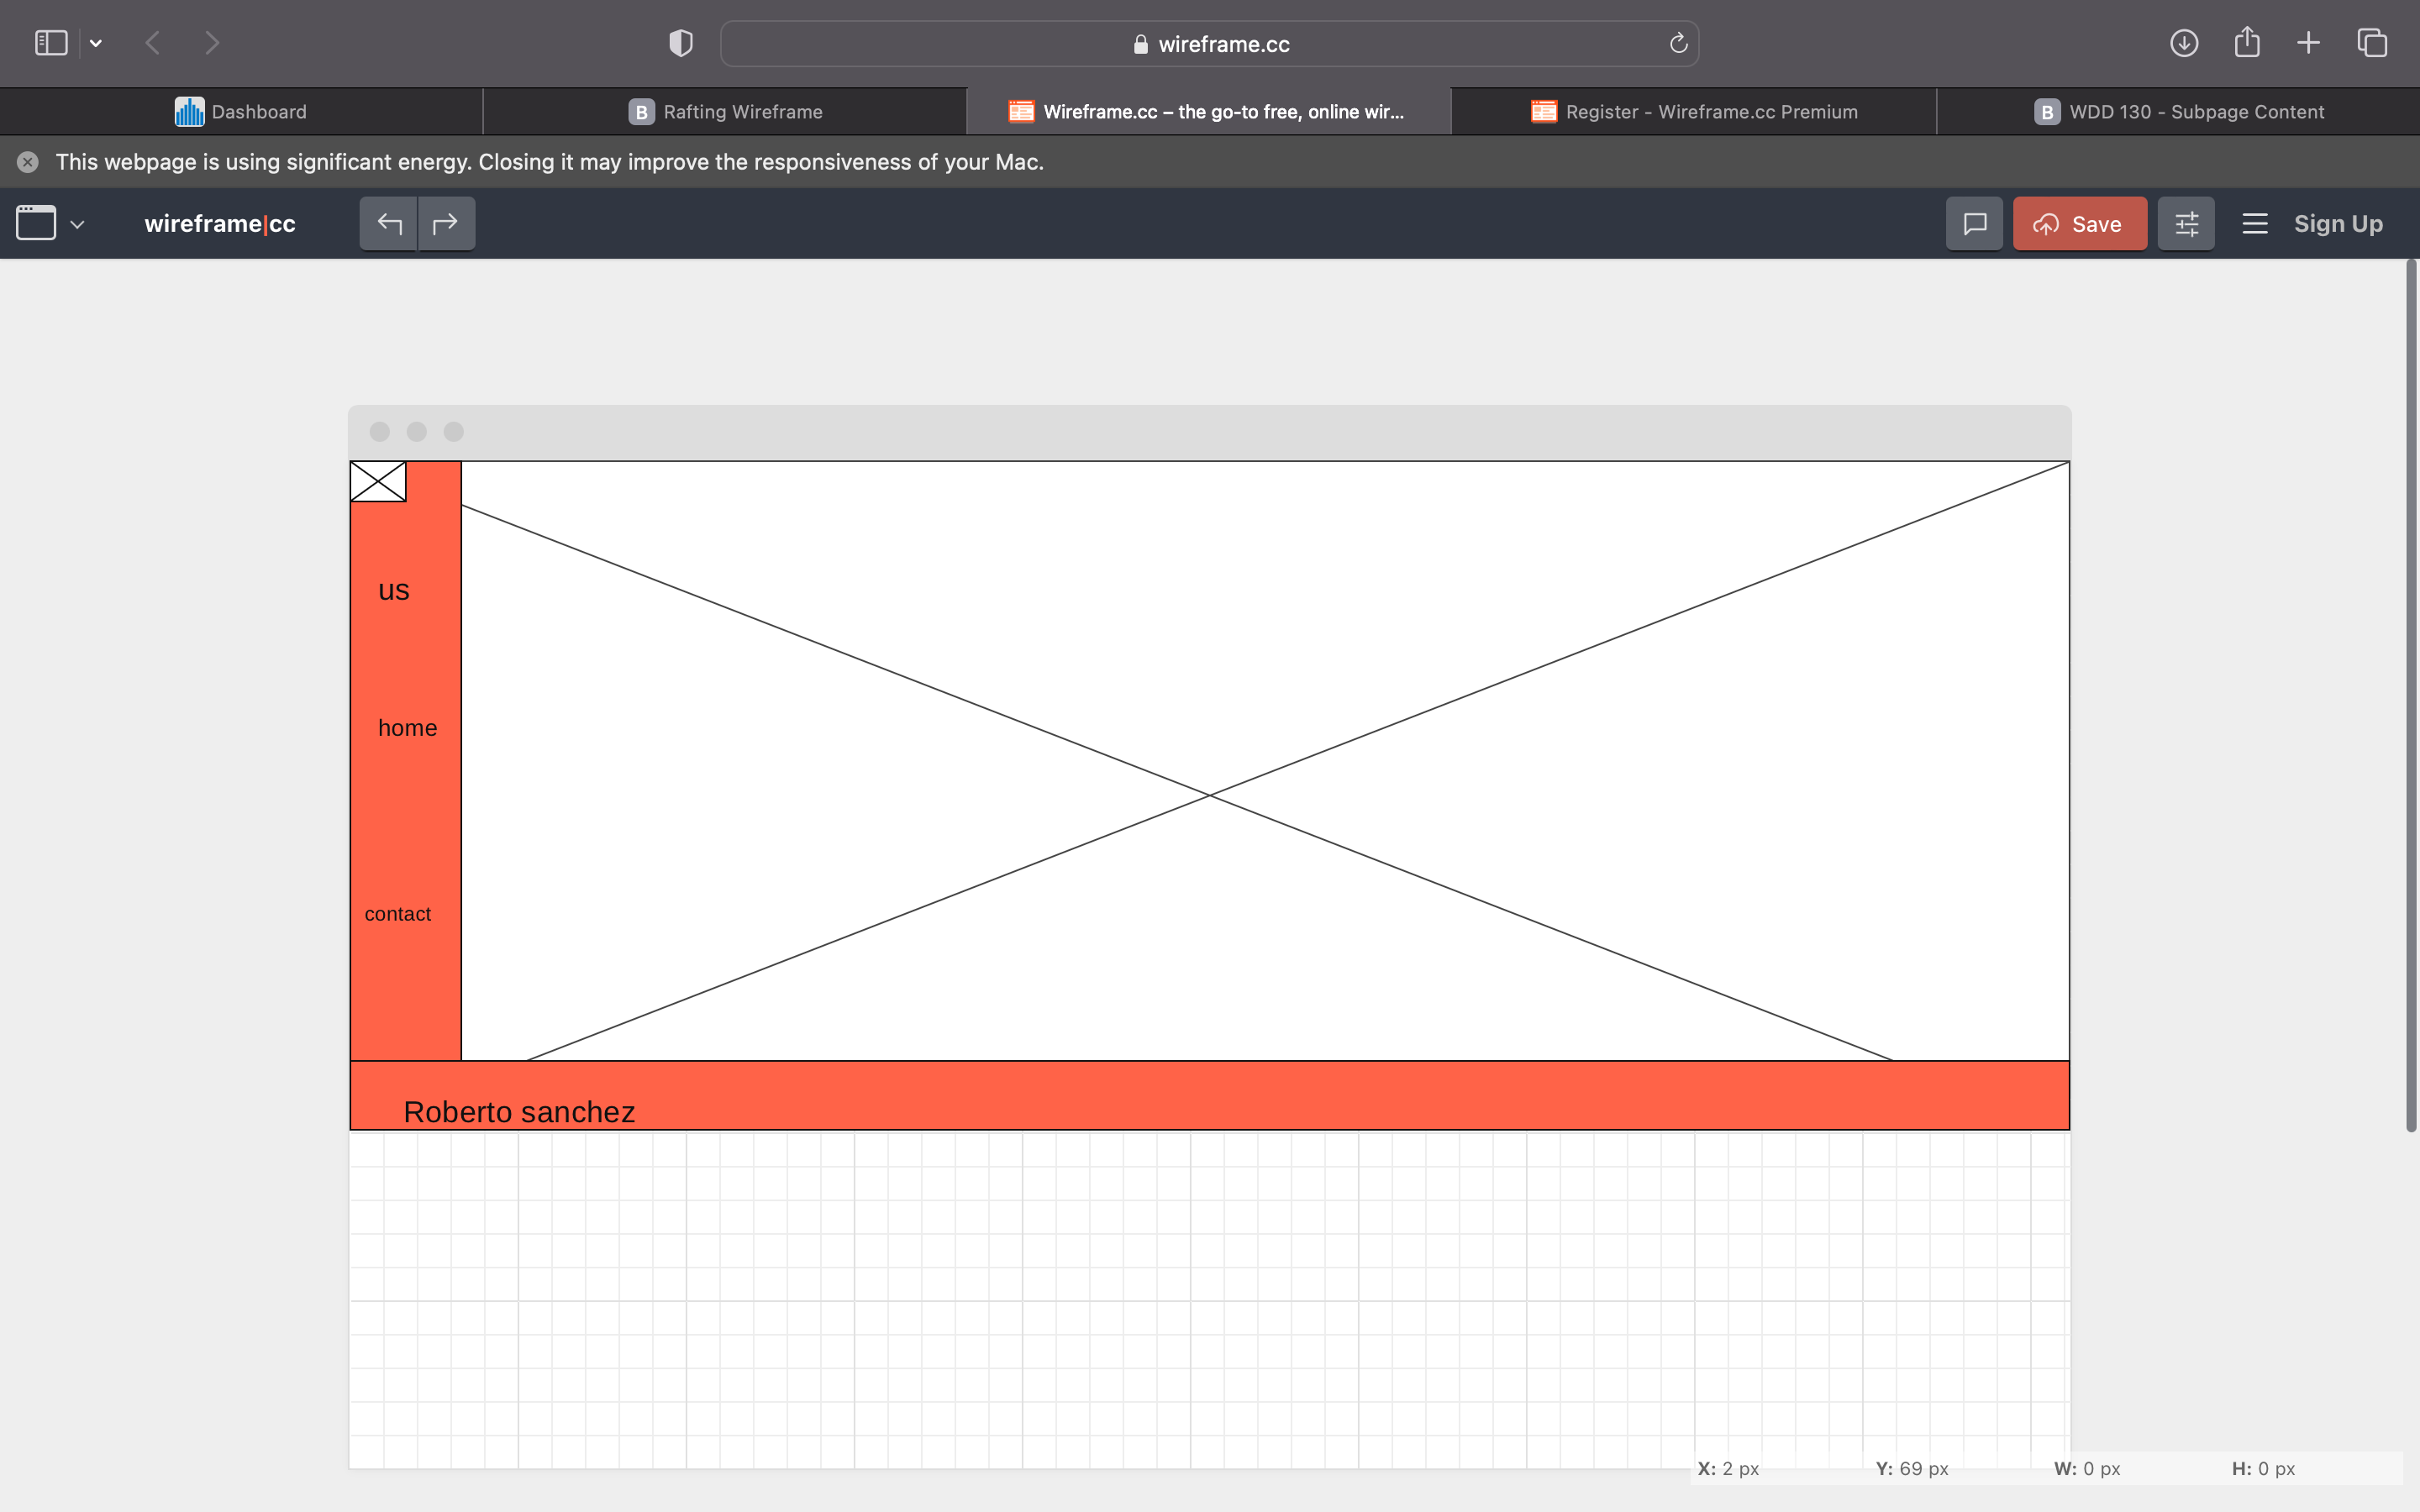 wireframe.cc
Dashboard
Rafting Wireframe
Wireframe.cc – the go-to free, online wir...
Register - Wireframe.cc Premium
WDD 130 - Subpage Content
This webpage is using significant energy. Closing it may improve the responsiveness of your Mac.
wireframe|cc
Save
Sign Up
us
home
contact
Roberto sanchez
X: 2 px Y: 69 px W: 0 px H: 0 px